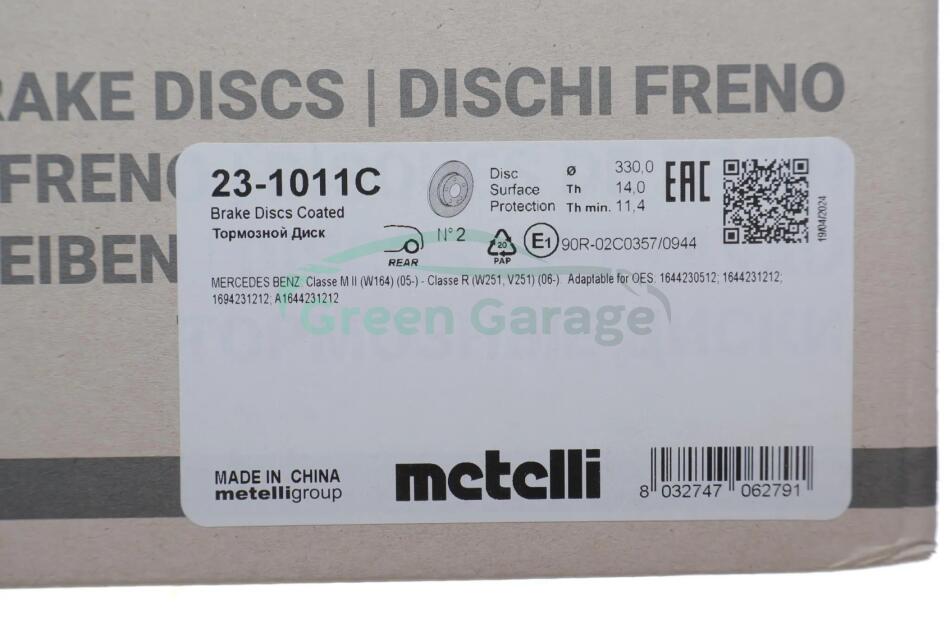 RAKE DISCS | DISCHI FRENO
FRENO
EIBEN
23-1011C
Brake Discs Coated
Тормозной Диск
Disc
Surface
Protection
Ø 330,0
Th 14,0
Th min. 11,4
EAC
19/04/2024
REAR
N° 2
20
PAP
E1
90R-02C0357/0944
MERCEDES BENZ: Classe M II (W164) (05-) - Classe R (W251, V251) (06-). Adaptable for OES: 1644230512; 1644231212;
1694231212; A1644231212
Green Garage
MADE IN CHINA
metelligroup
metelli
8 032747 062791